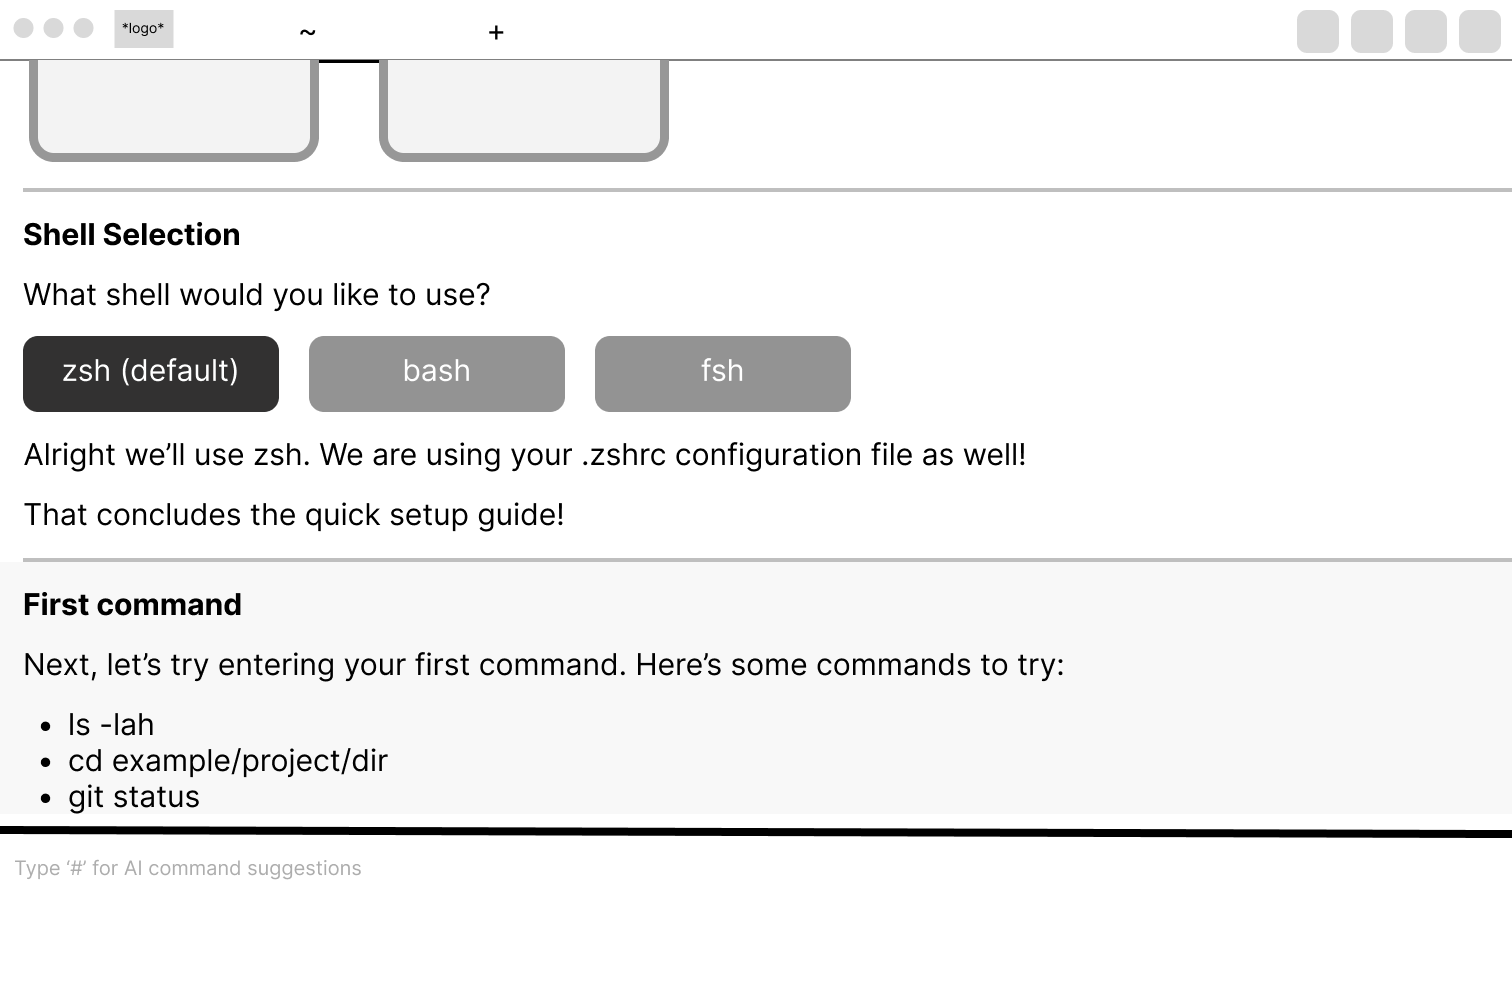 *logo*
~
+
Shell Selection
What shell would you like to use?
zsh (default)
bash
fsh
Alright we’ll use zsh. We are using your .zshrc configuration file as well!
That concludes the quick setup guide!
First command
Next, let’s try entering your first command. Here’s some commands to try:
• ls -lah
• cd example/project/dir
• git status
Type ‘#’ for AI command suggestions